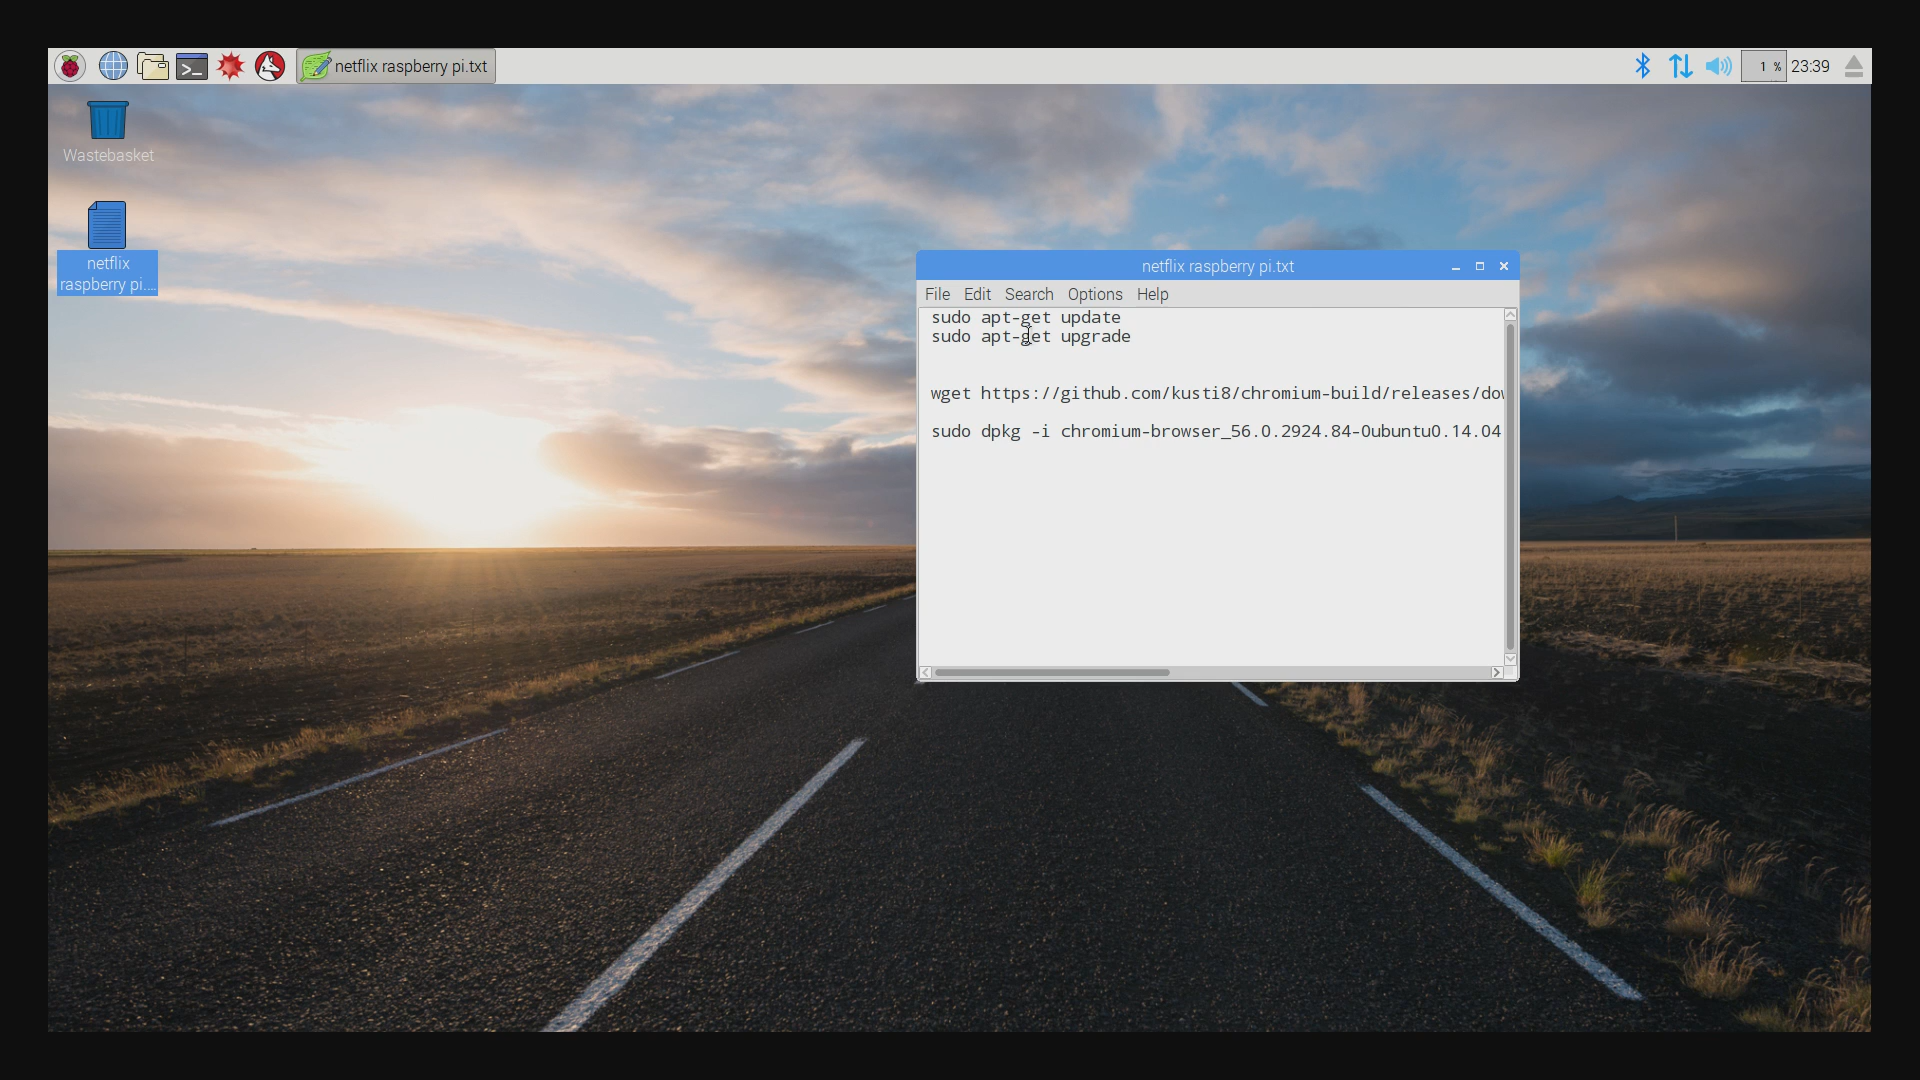 netflix raspberry pi.txt
1 %
23:39
Wastebasket
netflix
raspberry pi....
netflix raspberry pi.txt
File Edit Search Options Help
sudo apt-get update
sudo apt-get upgrade
wget https://github.com/kusti8/chromium-build/releases/dow
sudo dpkg -i chromium-browser_56.0.2924.84-0ubuntu0.14.04